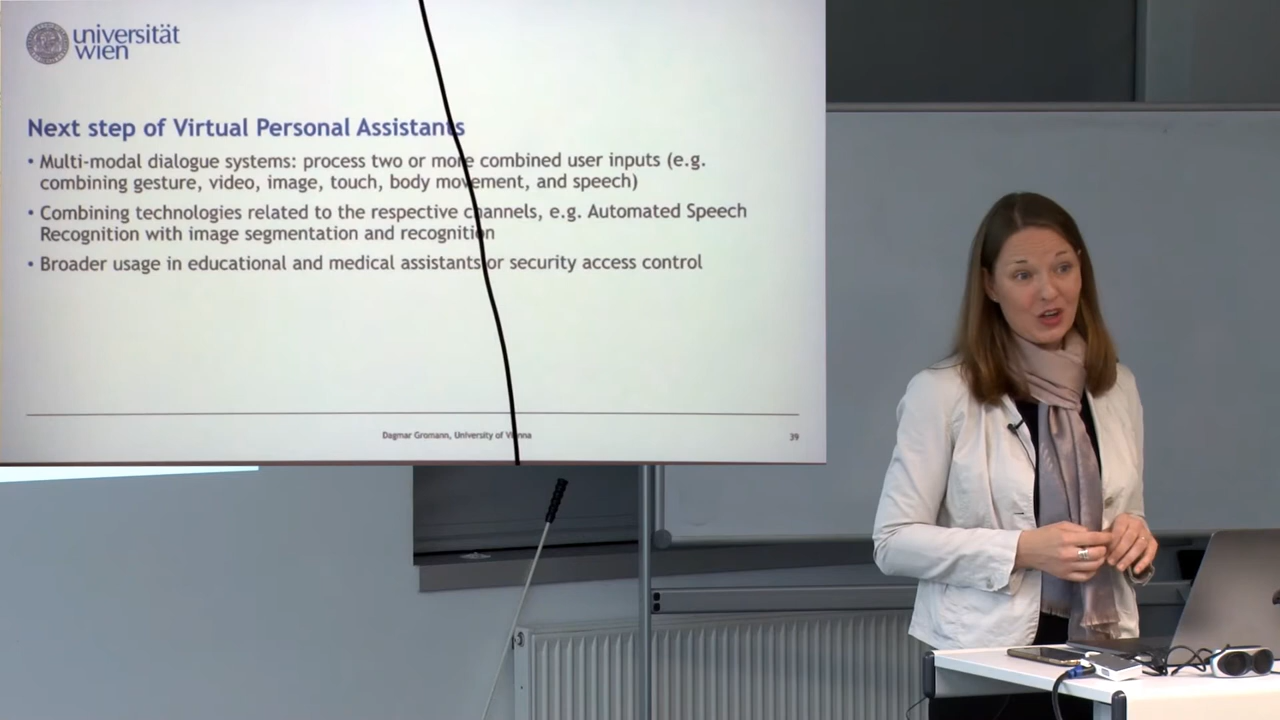 universität
wien
Next step of Virtual Personal Assistants
• Multi-modal dialogue systems: process two or more combined user inputs (e.g.
combining gesture, video, image, touch, body movement, and speech)
• Combining technologies related to the respective channels, e.g. Automated Speech
Recognition with image segmentation and recognition
• Broader usage in educational and medical assistants or security access control
Dagmar Gromann, University of Vienna
39